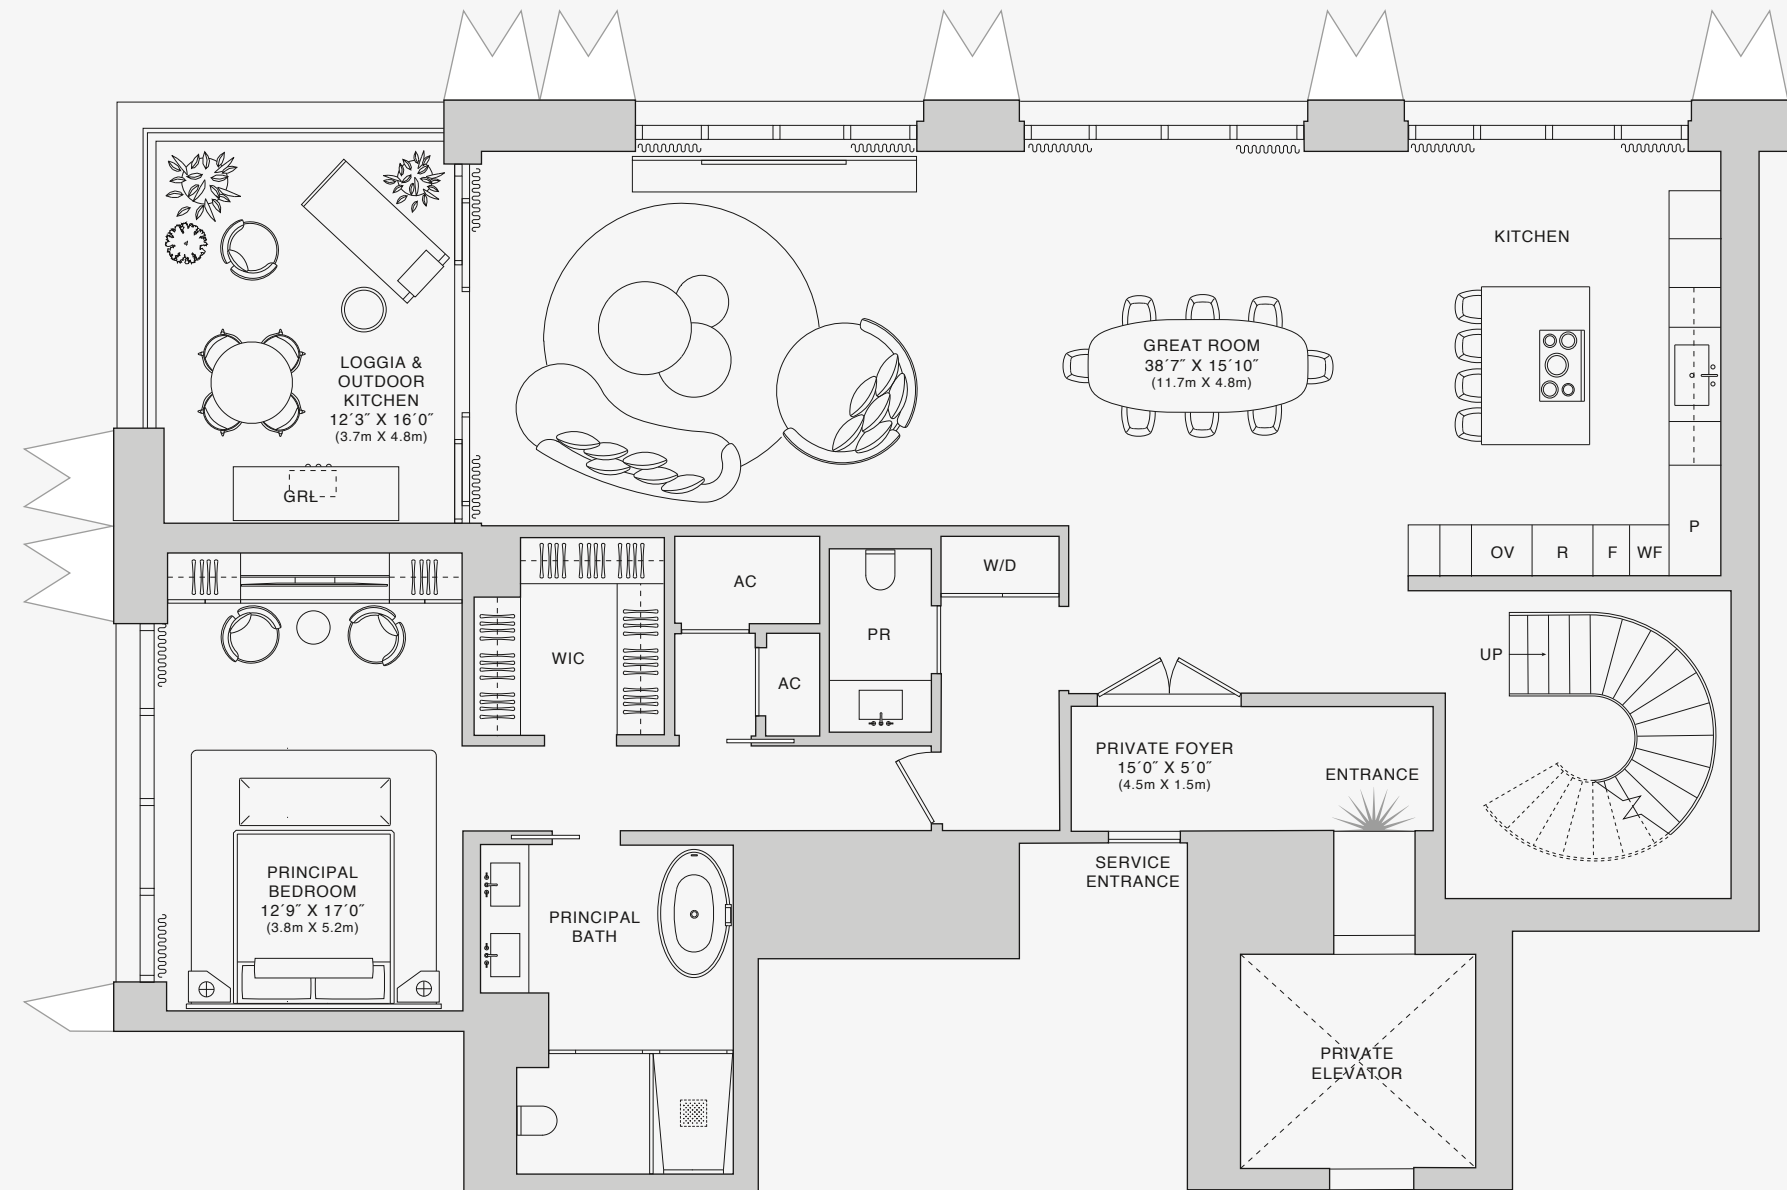 KITCHEN
LOGGIA &
OUTDOOR
KITCHEN
12´3˝ X 16´0˝
(3.7m X 4.8m)
GRL
GREAT ROOM
38´7˝ X 15´10˝
(11.7m X 4.8m)
P
OV
R
F
WF
AC
W/D
PR
WIC
AC
UP
PRIVATE FOYER
15´0˝ X 5´0˝
(4.5m X 1.5m)
ENTRANCE
SERVICE
ENTRANCE
PRINCIPAL
BEDROOM
12´9˝ X 17´0˝
(3.8m X 5.2m)
PRINCIPAL
BATH
PRIVATE
ELEVATOR